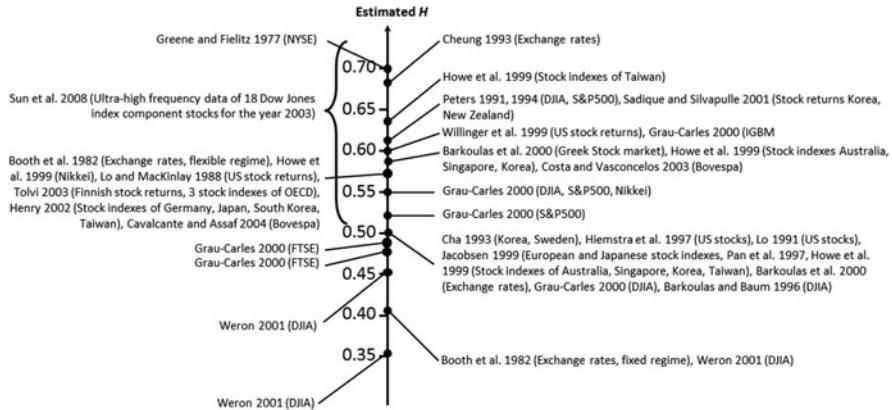 Estimated H
Greene and Fielitz 1977 (NYSE)
Cheung 1993 (Exchange rates)
0.70
Howe et al. 1999 (Stock indexes of Taiwan)
Sun et al. 2008 (Ultra-high frequency data of 18 Dow Jones
index component stocks for the year 2003)
0.65
Peters 1991, 1994 (DJIA, S&P500), Sadique and Silvapulle 2001 (Stock returns Korea,
New Zealand)
0.60
Willinger et al. 1999 (US stock returns), Grau-Carles 2000 (IGBM
Barkoulas et al. 2000 (Greek Stock market), Howe et al. 1999 (Stock indexes Australia,
Singapore, Korea), Costa and Vasconcelos 2003 (Bovespa)
Booth et al. 1982 (Exchange rates, flexible regime), Howe et
al. 1999 (Nikkei), Lo and MacKinlay 1988 (US stock returns),
Tolvi 2003 (Finnish stock returns, 3 stock indexes of OECD),
Henry 2002 (Stock indexes of Germany, Japan, South Korea,
Taiwan), Cavalcante and Assaf 2004 (Bovespa)
0.55
Grau-Carles 2000 (DJIA, S&P500, Nikkei)
Grau-Carles 2000 (S&P500)
0.50
Grau-Carles 2000 (FTSE)
Grau-Carles 2000 (FTSE)
Cha 1993 (Korea, Sweden), Hiemstra et al. 1997 (US stocks), Lo 1991 (US stocks),
Jacobsen 1999 (European and Japanese stock indexes, Pan et al. 1997, Howe et al.
1999 (Stock indexes of Australia, Singapore, Korea, Taiwan), Barkoulas et al. 2000
(Exchange rates), Grau-Carles 2000 (DJIA), Barkoulas and Baum 1996 (DJIA)
0.45
0.40
Weron 2001 (DJIA)
0.35
Booth et al. 1982 (Exchange rates, fixed regime), Weron 2001 (DJIA)
Weron 2001 (DJIA)